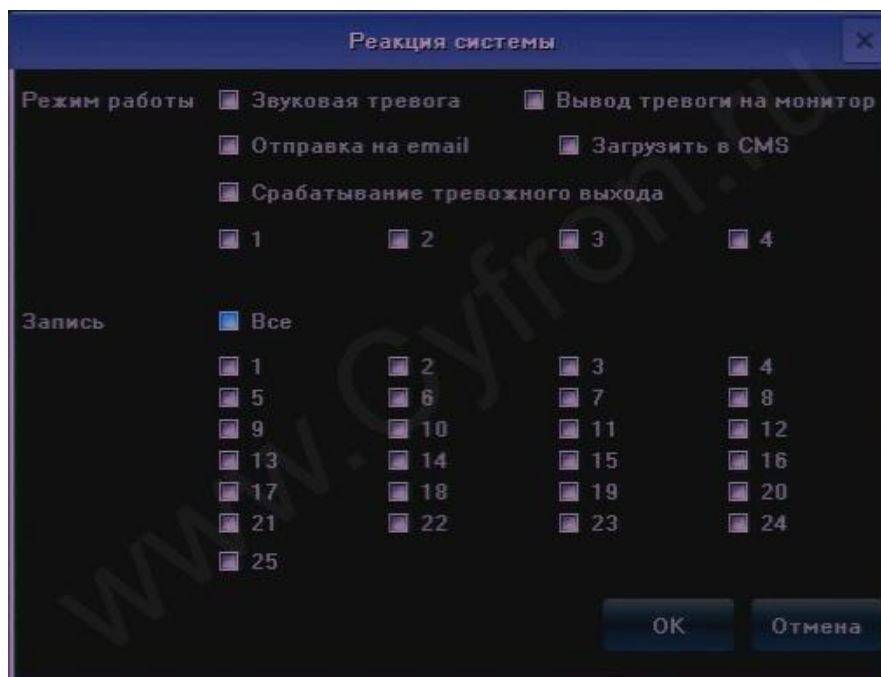 Реакция системы
Режим работы Звуковая тревога Вывод тревоги на монитор
Отправка на email Загрузить в CMS
Срабатывание тревожного выхода
1 2 3 4
Запись Все
1 2 3 4
5 6 7 8
9 10 11 12
13 14 15 16
17 18 19 20
21 22 23 24
25
OK Отмена
www.Cyfron.ru